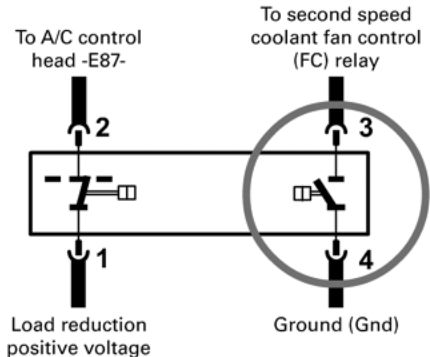 To A/C control
head -E87-
To second speed
coolant fan control
(FC) relay
2
3
1
4
Load reduction
positive voltage
Ground (Gnd)